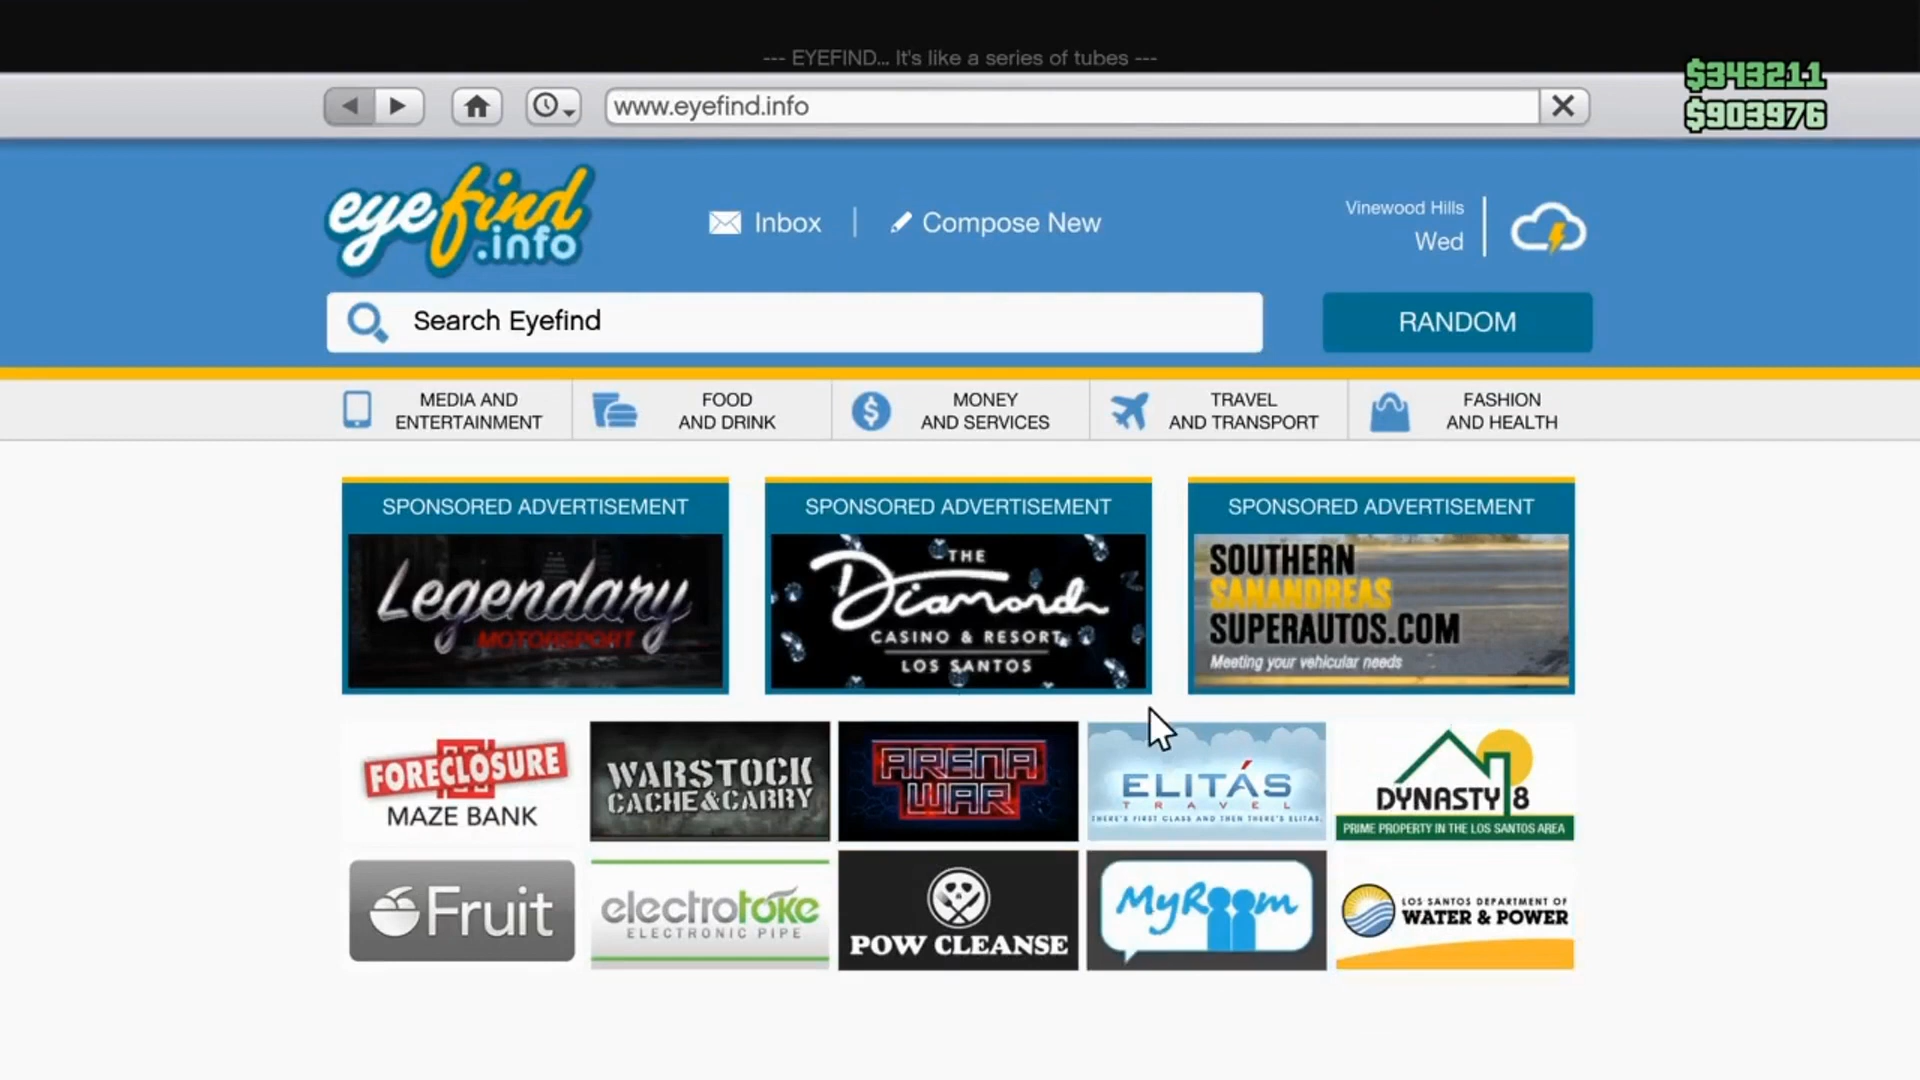 --- EYEFIND... It's like a series of tubes ---
$343211
$903976
www.eyefind.info
eyefind
.info
Inbox
Compose New
Vinewood Hills
Wed
Search Eyefind
RANDOM
MEDIA AND
ENTERTAINMENT
FOOD
AND DRINK
MONEY
AND SERVICES
TRAVEL
AND TRANSPORT
FASHION
AND HEALTH
SPONSORED ADVERTISEMENT
Legendary
MOTORSPORT
SPONSORED ADVERTISEMENT
THE
Diamond
CASINO & RESORT
LOS SANTOS
SPONSORED ADVERTISEMENT
SOUTHERN
SANANDREAS
SUPERAUTOS.COM
Meeting your vehicular needs
FORECLOSURE
MAZE BANK
WARSTOCK
CACHE&CARRY
ARENA
WAR
ELITÁS
TRAVEL
THERE'S FIRST CLASS AND THEN THERE'S ELITAS.
DYNASTY 8
PRIME PROPERTY IN THE LOS SANTOS AREA
Fruit
electrotoke
ELECTRONIC PIPE
POW CLEANSE
MyRoom
LOS SANTOS DEPARTMENT OF
WATER & POWER